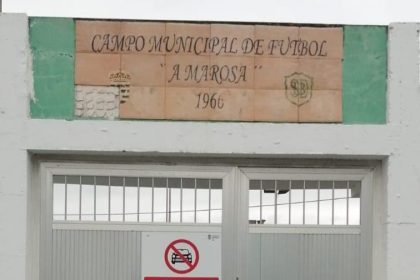 CAMPO MUNICIPAL DE FUTBOL
"A MAROSA"
1966